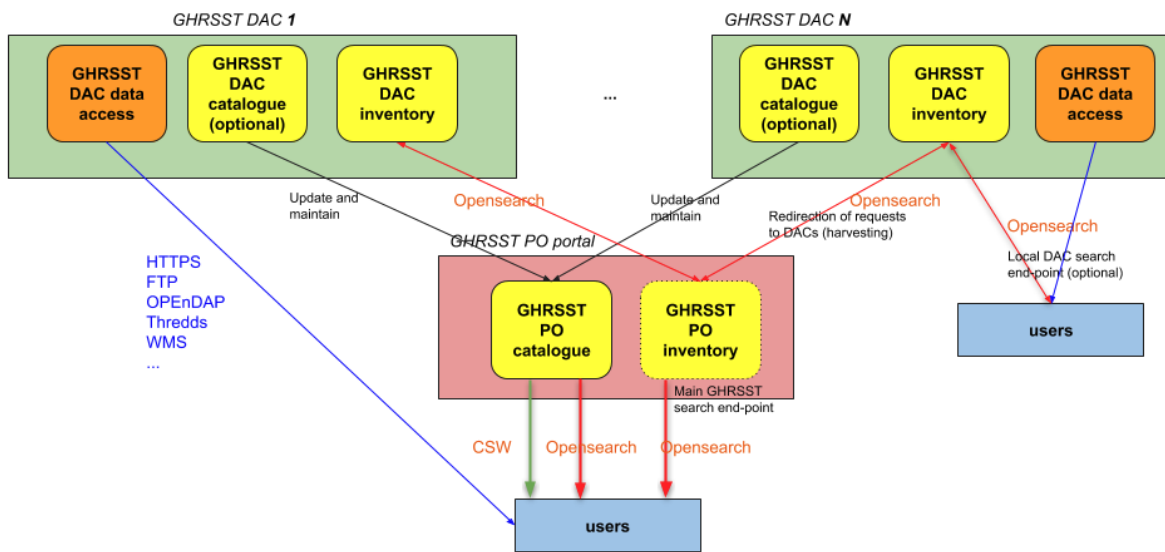 GHRSST DAC 1
GHRSST DAC N
GHRSST
DAC data
access
GHRSST
DAC
catalogue
(optional)
GHRSST
DAC
inventory
...
GHRSST
DAC
catalogue
(optional)
GHRSST
DAC
inventory
GHRSST
DAC data
access
Update and
maintain
Opensearch
Update and
maintain
Opensearch
Redirection of requests
to DACs (harvesting)
Opensearch
Local DAC search
end-point (optional)
GHRSST PO portal
HTTPS
FTP
OPEnDAP
Thredds
WMS
...
GHRSST
PO
catalogue
GHRSST
PO
inventory
users
Main GHRSST
search end-point
CSW
Opensearch
Opensearch
users